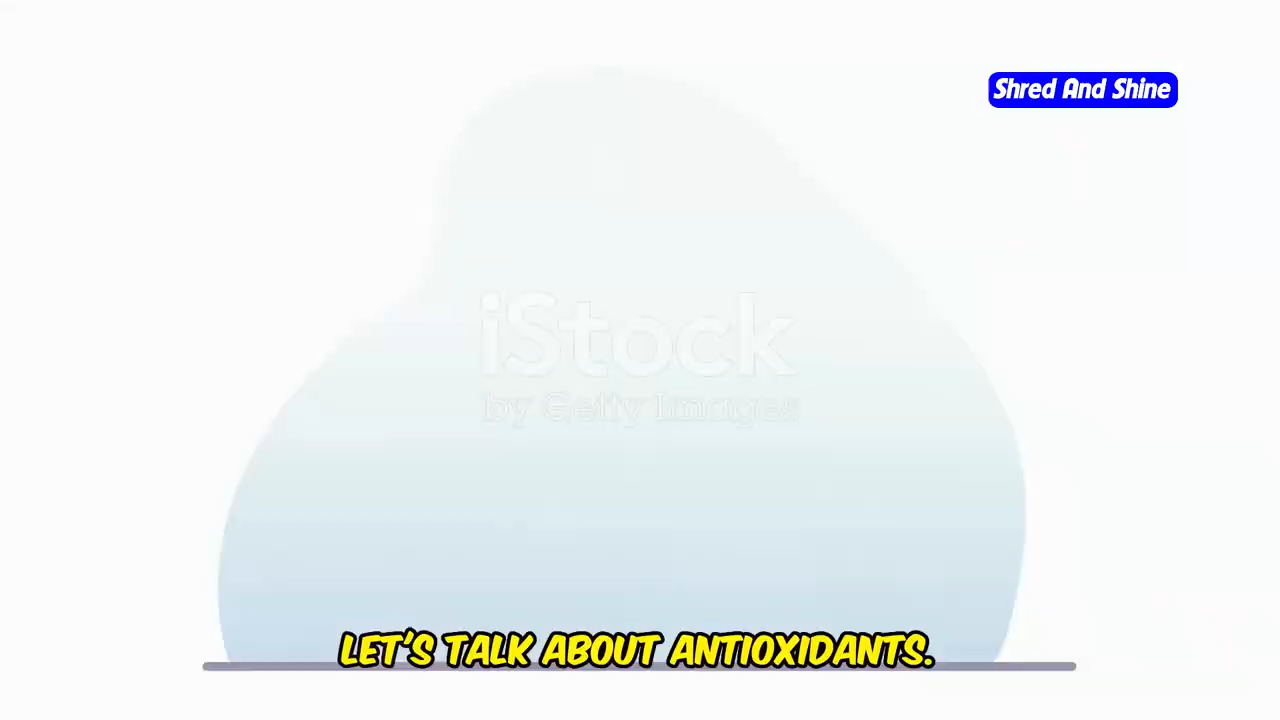 Shred And Shine
iStock
by Getty Images
LET'S TALK ABOUT ANTIOXIDANTS.